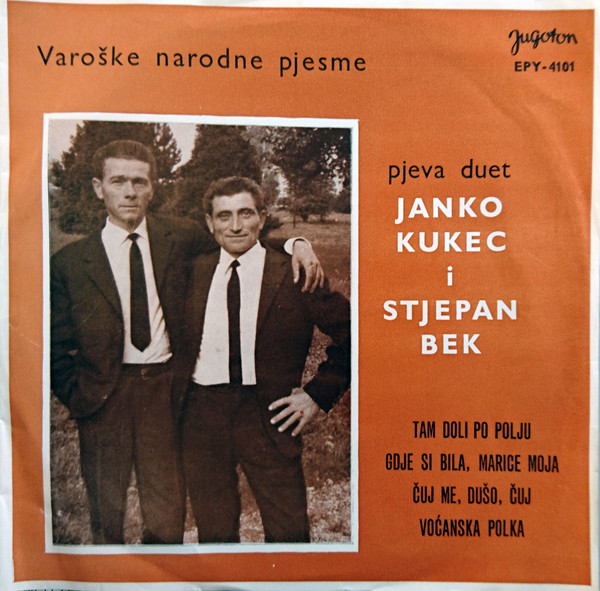 Jugoton
EPY-4101
Varoške narodne pjesme
pjeva duet
JANKO
KUKEC
i
STJEPAN
BEK
TAM DOLI PO POLJU
GDJE SI BILA, MARICE MOJA
ČUJ ME, DUŠO, ČUJ
VOĆANSKA POLKA